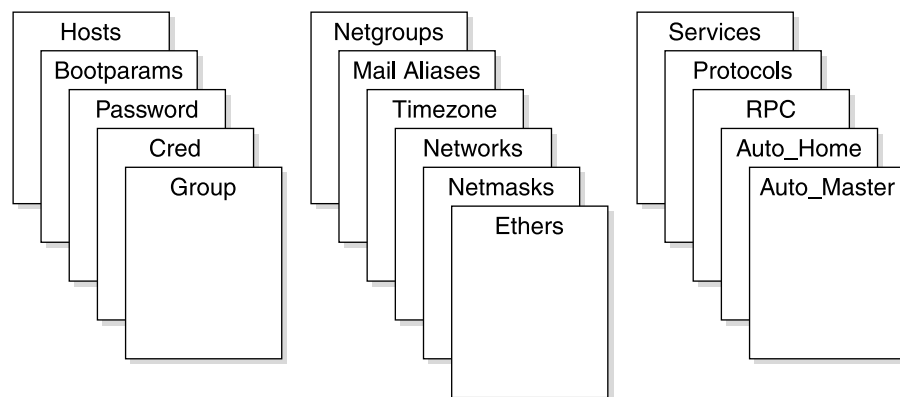 Hosts
Bootparams
Password
Cred
Group
Netgroups
Mail Aliases
Timezone
Networks
Netmasks
Ethers
Services
Protocols
RPC
Auto_Home
Auto_Master